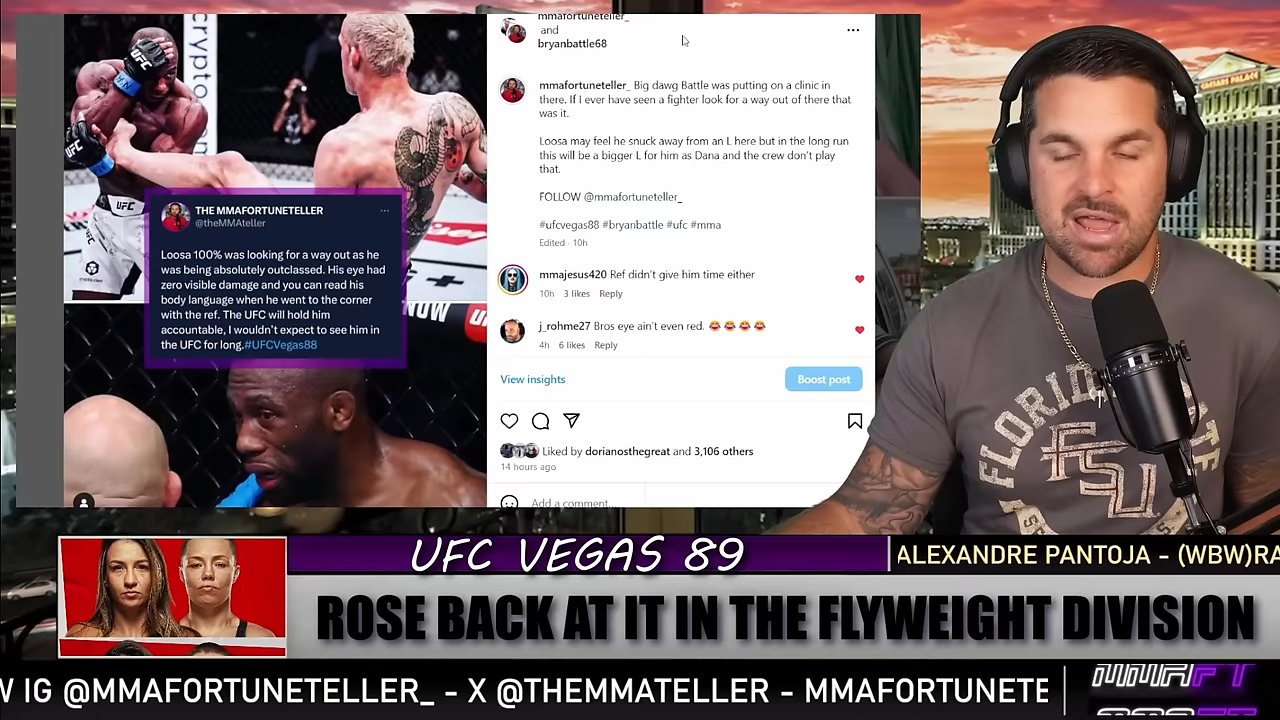 crypto.
UFC
UFC
NOW
THE MMAFORTUNETELLER
@theMMAteller
Loosa 100% was looking for a way out as he
was being absolutely outclassed. His eye had
zero visible damage and you can read his
body language when he went to the corner
with the ref. The UFC will hold him
accountable, I wouldn't expect to see him in
the UFC for long.#UFCVegas88
mmafortuneteller_
and
bryanbattle68
mmafortuneteller_ Big dawg Battle was putting on a clinic in
there. If I ever have seen a fighter look for a way out of there that
was it.
Loosa may feel he snuck away from an L here but in the long run
this will be a bigger L for him as Dana and the crew don't play
that.
FOLLOW @mmafortuneteller_
#ufcvegas88 #bryanbattle #ufc #mma
Edited · 10h
mmajesus420 Ref didn't give him time either
10h 3 likes Reply
j_rohme27 Bros eye ain't even red. 😂😂😂😂
4h 6 likes Reply
View insights
Boost post
Liked by dorianosthegreat and 3,106 others
14 hours ago
Add a comment...
CAESARS PALACE
FLORIDA
FSU
UFC VEGAS 89
ALEXANDRE PANTOJA - (WBW)RA
ROSE BACK AT IT IN THE FLYWEIGHT DIVISION
W IG @MMAFORTUNETELLER_ - X @THEMMATELLER - MMAFORTUNETE
MMAFT